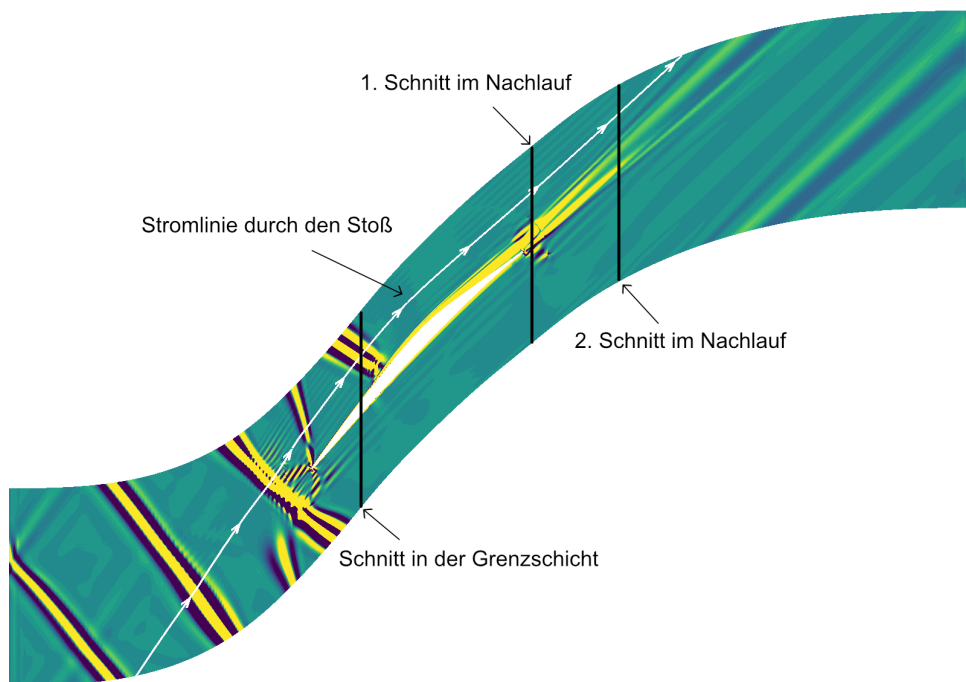 1. Schnitt im Nachlauf
Stromlinie durch den Stoß
2. Schnitt im Nachlauf
Schnitt in der Grenzschicht